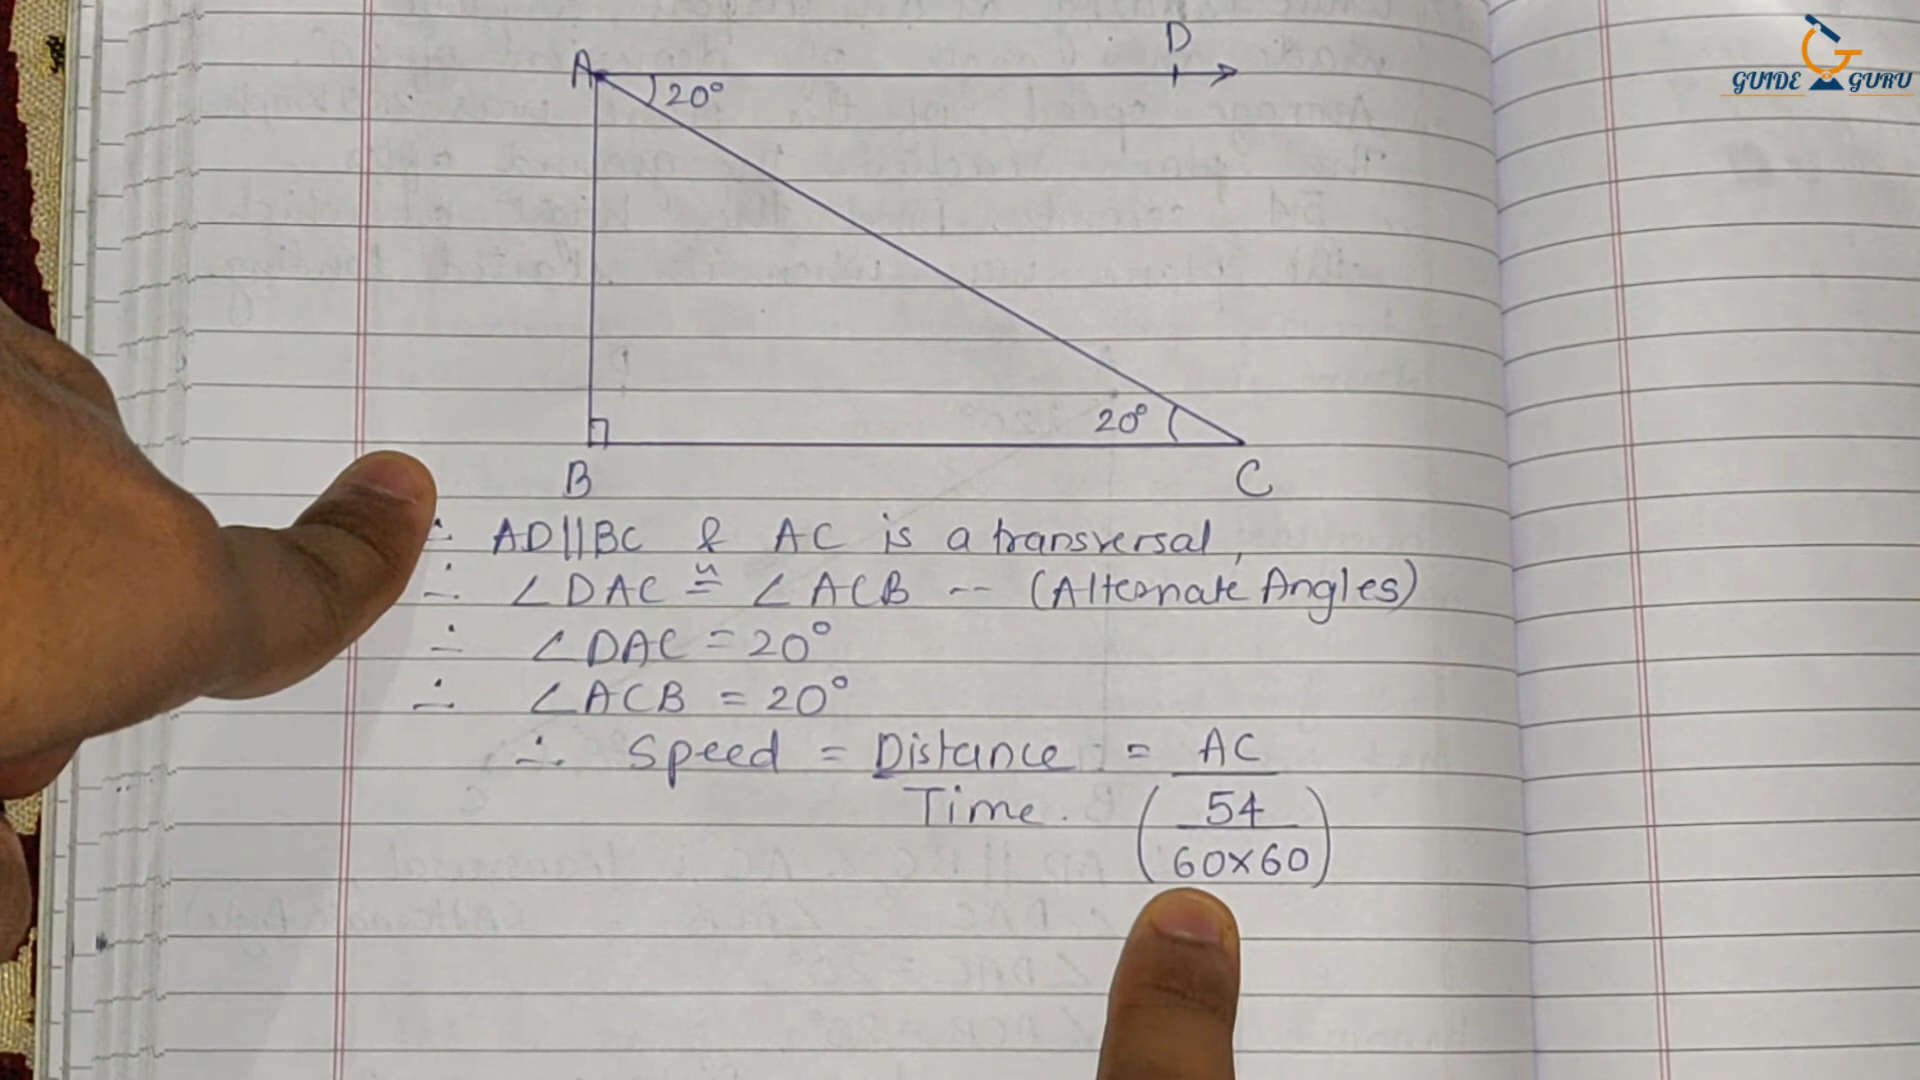 D
A
20°
20°
B
C
∴ AD||BC & AC is a transversal,
∴ ∠DAC ≅ ∠ACB -- (Alternate Angles)
∴ ∠DAC = 20°
∴ ∠ACB = 20°
∴ Speed = Distance = AC
Time. (54
60×60)
GUIDE GURU